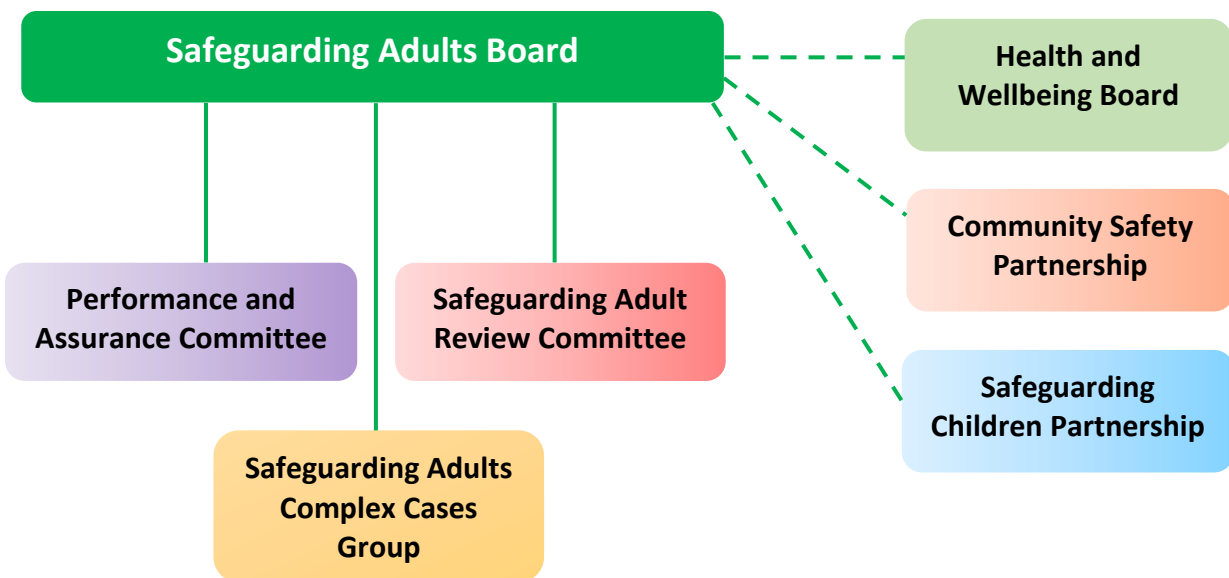 Safeguarding Adults Board
Health and
Wellbeing Board
Community Safety
Partnership
Performance and
Assurance Committee
Safeguarding Adult
Review Committee
Safeguarding
Children Partnership
Safeguarding Adults
Complex Cases
Group